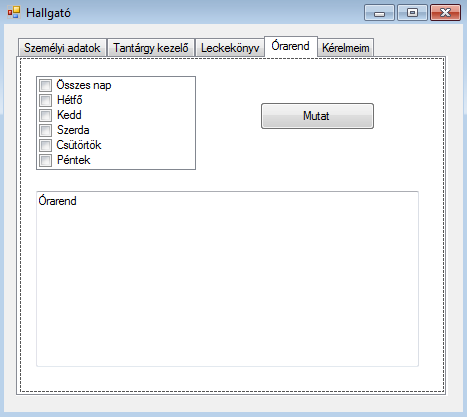 Hallgató
Személyi adatok Tantárgy kezelő Leckekönyv Órarend Kérelmeim
Összes nap
Hétfő
Kedd
Szerda
Csütörtök
Péntek
Mutat
Órarend